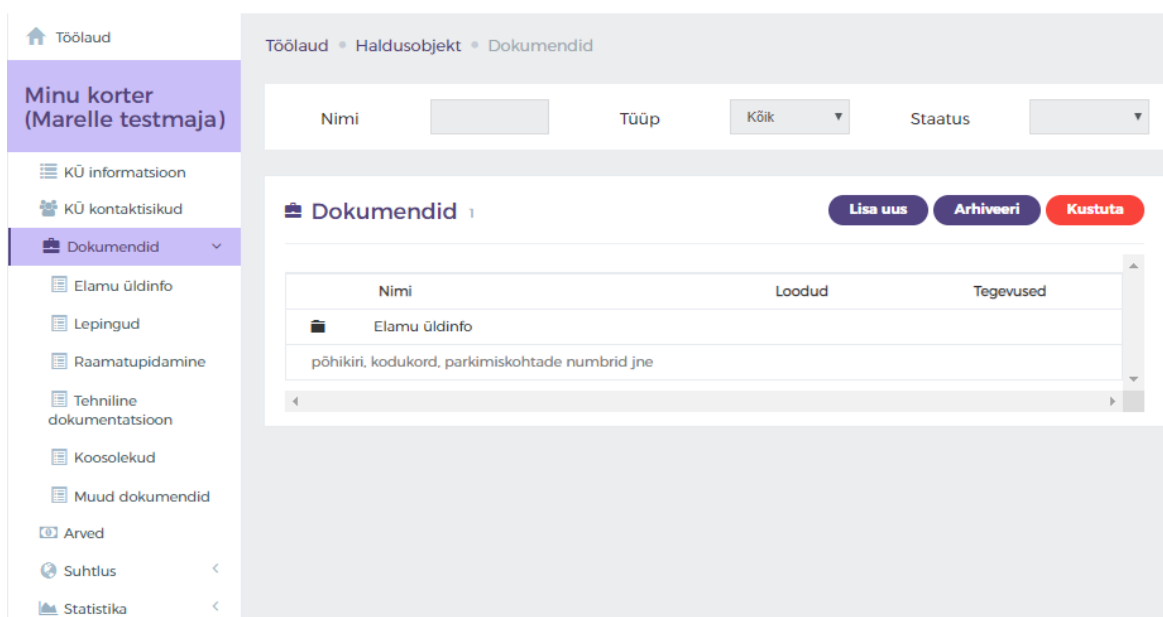 Töölaud
Minu korter
(Marelle testmaja)
KÜ informatsioon
KÜ kontaktisikud
Dokumendid
Elamu üldinfo
Lepingud
Raamatupidamine
Tehniline
dokumentatsioon
Koosolekud
Muud dokumendid
Arved
Suhtlus
Statistika
Töölaud Haldusobjekt Dokumendid
Nimi Tüüp Kõik Staatus
Dokumendid 1 Lisa uus Arhiveeri Kustuta
Nimi Loodud Tegevused
Elamu üldinfo
põhikiri, kodukord, parkimiskohtade numbrid jne